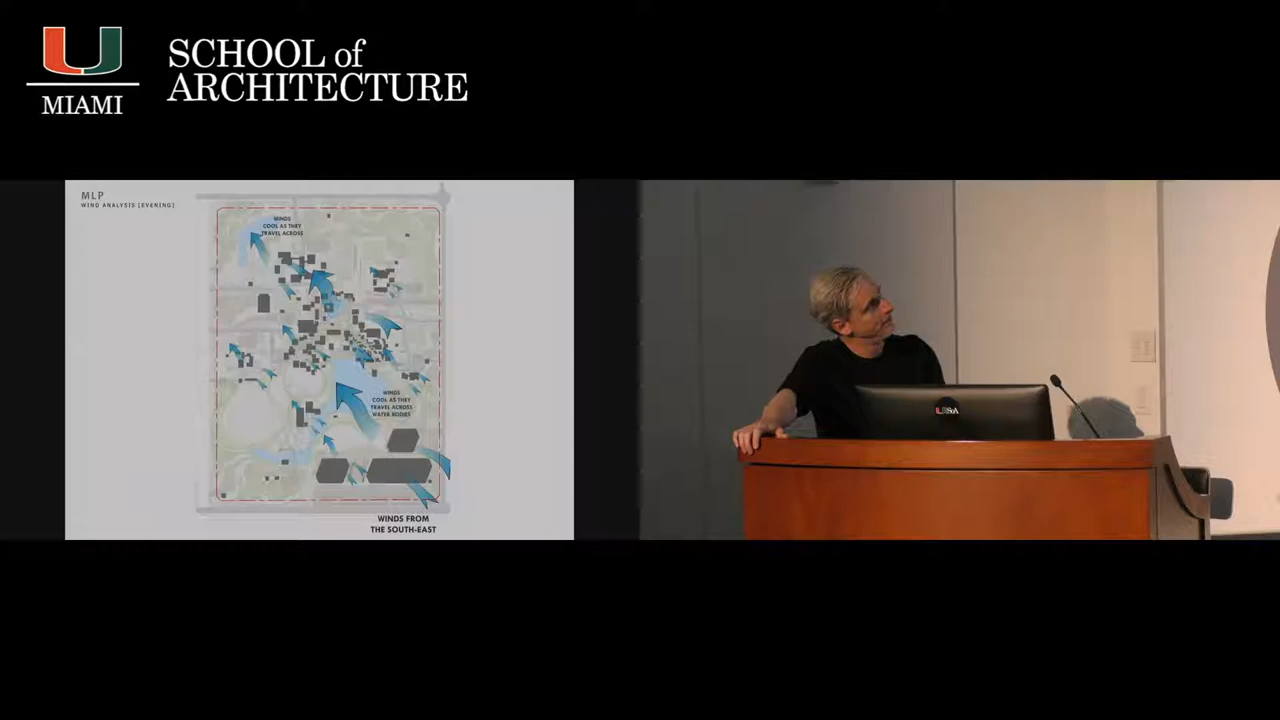 SCHOOL of
ARCHITECTURE
MIAMI
MLP
WIND ANALYSIS [EVENING]
WINDS
COOL AS THEY
TRAVEL ACROSS
WINDS
COOL AS THEY
TRAVEL ACROSS
WATER BODIES
WINDS FROM
THE SOUTH-EAST
UMSoA